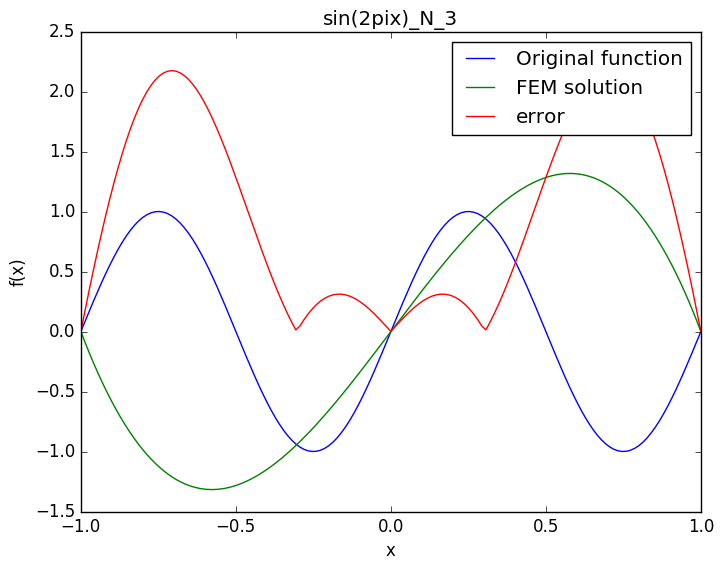 sin(2pix)_N_3
2.5
2.0
1.5
1.0
0.5
0.0
−0.5
−1.0
−1.5
f(x)
Original function
FEM solution
error
−1.0 −0.5 0.0 0.5 1.0
x